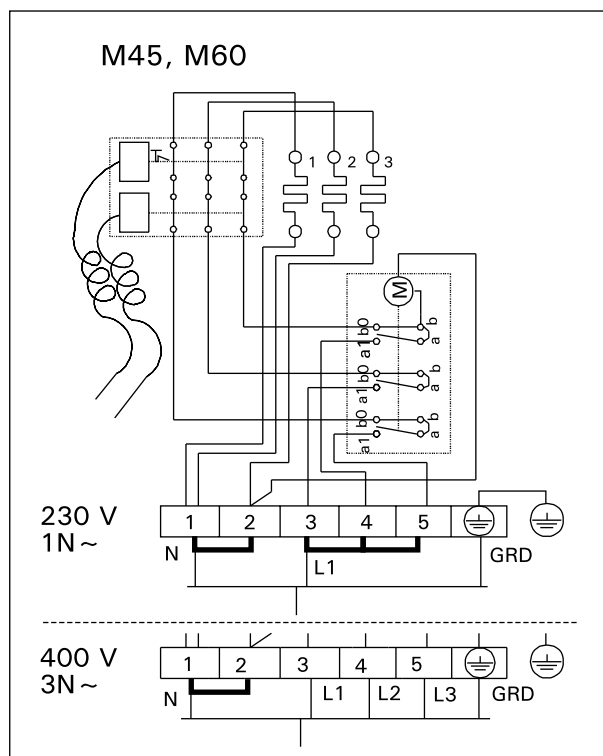 M45, M60
1 2 3
M
b0 b
a1 a
b0 b
a1 a
b0 b
a1 a
230 V
1N~
1 2 3 4 5
N L1 GRD
400 V
3N~
1 2 3 4 5
N L1 L2 L3 GRD